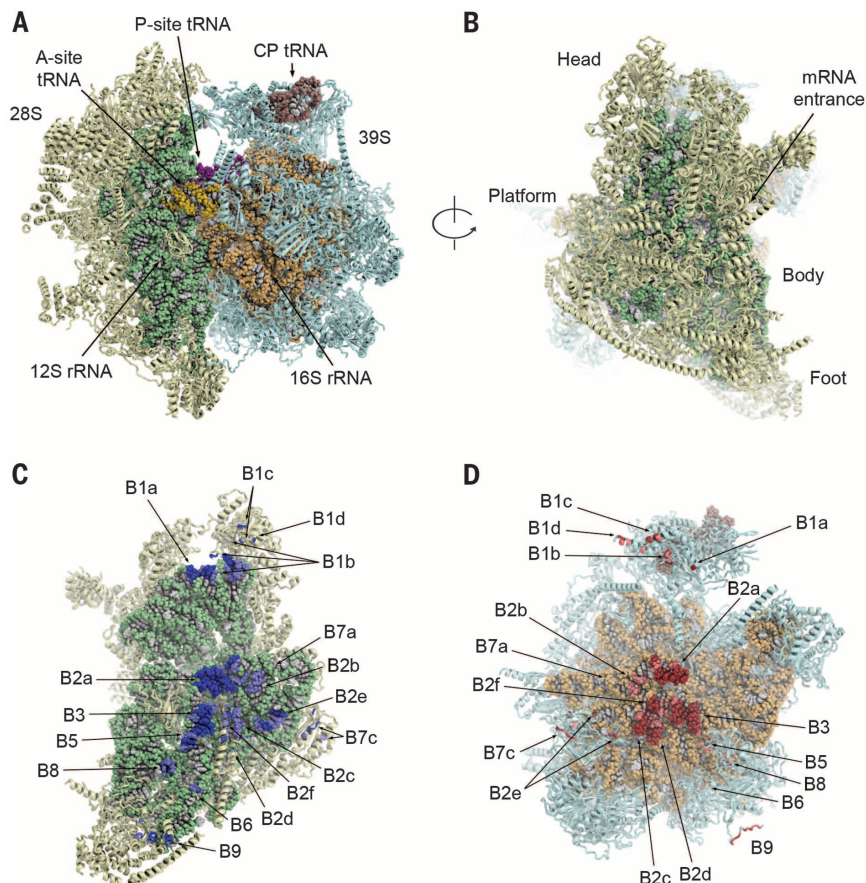 A
P-site tRNA
A-site
tRNA
CP tRNA
28S
39S
12S rRNA
16S rRNA
B
Head
mRNA
entrance
Platform
Body
Foot
C
B1c
B1a
B1d
B1b
B7a
B2a
B2b
B3
B2e
B5
B7c
B8
B2c
B6
B2f
B2d
B9
D
B1c
B1d
B1a
B1b
B2a
B2b
B7a
B2f
B3
B7c
B5
B2e
B8
B6
B9
B2c
B2d